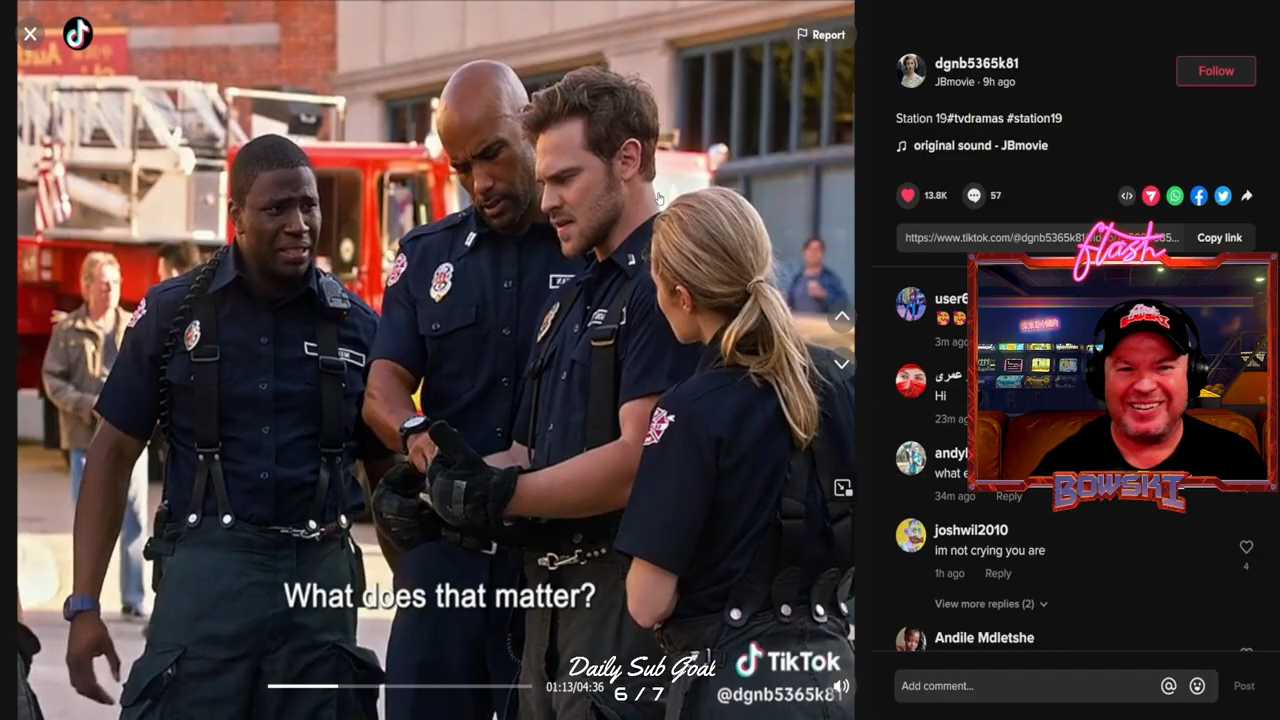 Report
What does that matter?
TikTok
@dgnb5365k81
Daily Sub Goal
6 / 7
01:13/04:36
dgnb5365k81
JBmovie · 9h ago
Follow
Station 19#tvdramas #station19
original sound - JBmovie
13.8K
57
Copy link
flash
BOWSKI
3m ago
عمری
Hi
34m ago
Reply
joshwil2010
im not crying you are
1h ago
Reply
4
View more replies (2)
Andile Mdletshe
Add comment...
Post